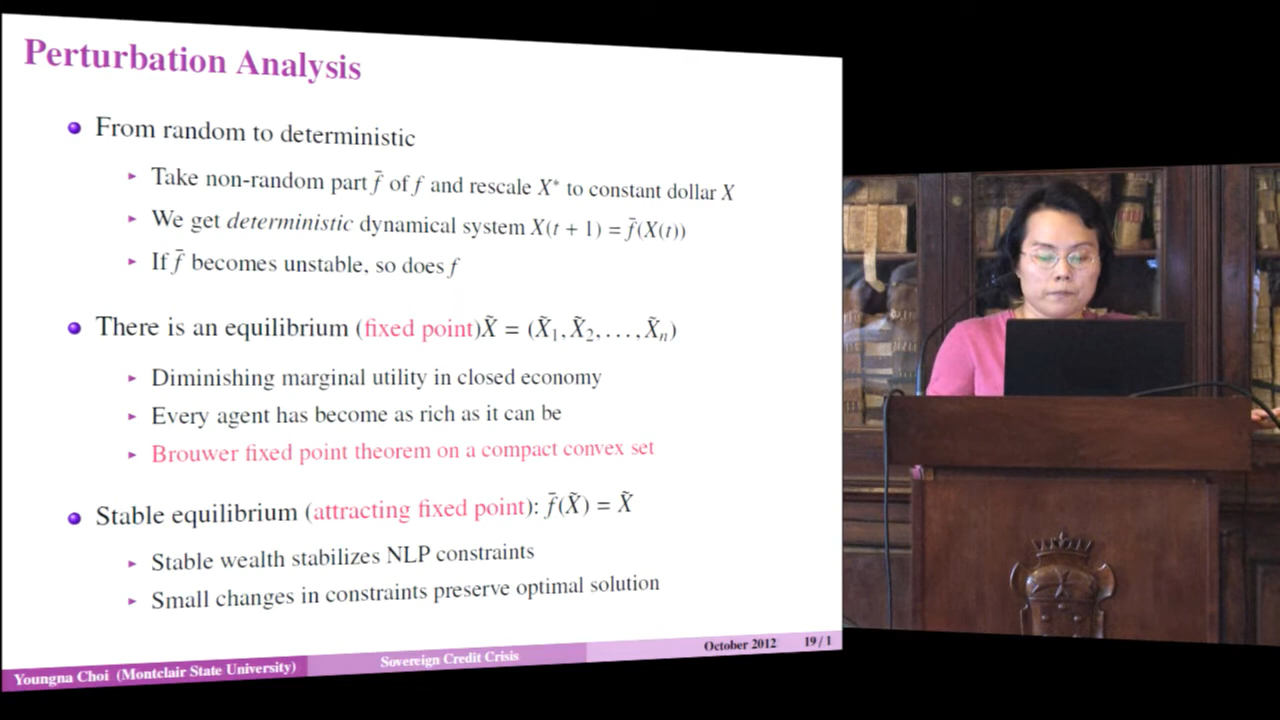 Perturbation Analysis
From random to deterministic
Take non-random part f̄ of f and rescale X* to constant dollar X
We get deterministic dynamical system X(t + 1) = f̄(X(t))
If f̄ becomes unstable, so does f
There is an equilibrium (fixed point)X̃ = (X̃₁, X̃₂, . . . , X̃ₙ)
Diminishing marginal utility in closed economy
Every agent has become as rich as it can be
Brouwer fixed point theorem on a compact convex set
Stable equilibrium (attracting fixed point): f̄(X̃) = X̃
Stable wealth stabilizes NLP constraints
Small changes in constraints preserve optimal solution
Youngna Choi (Montclair State University) Sovereign Credit Crisis October 2012 19 / 1